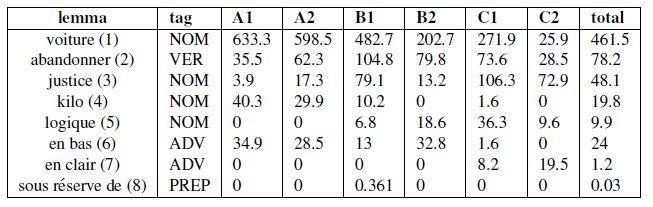 lemma tag A1 A2 B1 B2 C1 C2 total
voiture (1) NOM 633.3 598.5 482.7 202.7 271.9 25.9 461.5
abandonner (2) VER 35.5 62.3 104.8 79.8 73.6 28.5 78.2
justice (3) NOM 3.9 17.3 79.1 13.2 106.3 72.9 48.1
kilo (4) NOM 40.3 29.9 10.2 0 1.6 0 19.8
logique (5) NOM 0 0 6.8 18.6 36.3 9.6 9.9
en bas (6) ADV 34.9 28.5 13 32.8 1.6 0 24
en clair (7) ADV 0 0 0 0 8.2 19.5 1.2
sous réserve de (8) PREP 0 0 0.361 0 0 0 0.03